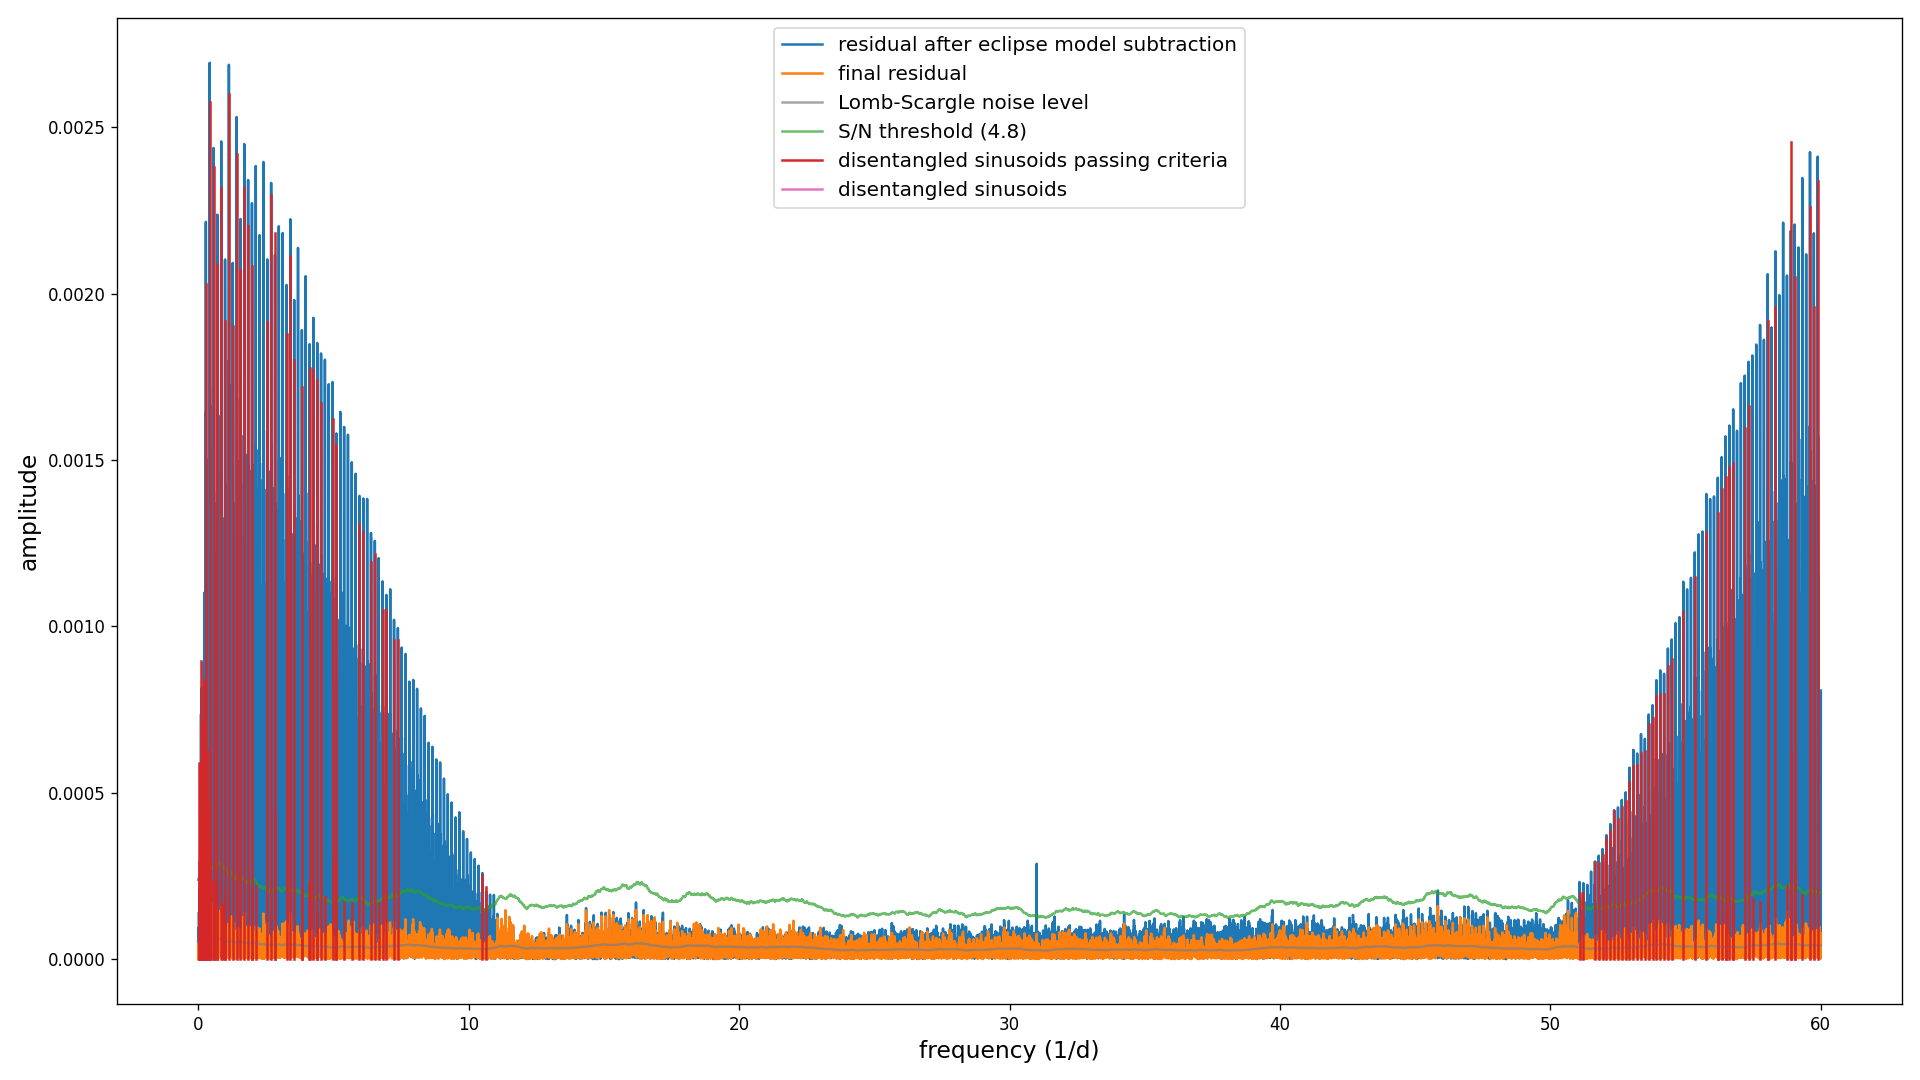 residual after eclipse model subtraction
final residual
Lomb-Scargle noise level
S/N threshold (4.8)
disentangled sinusoids passing criteria
disentangled sinusoids
amplitude
0.0025
0.0020
0.0015
0.0010
0.0005
0.0000
0 10 20 30 40 50 60
frequency (1/d)